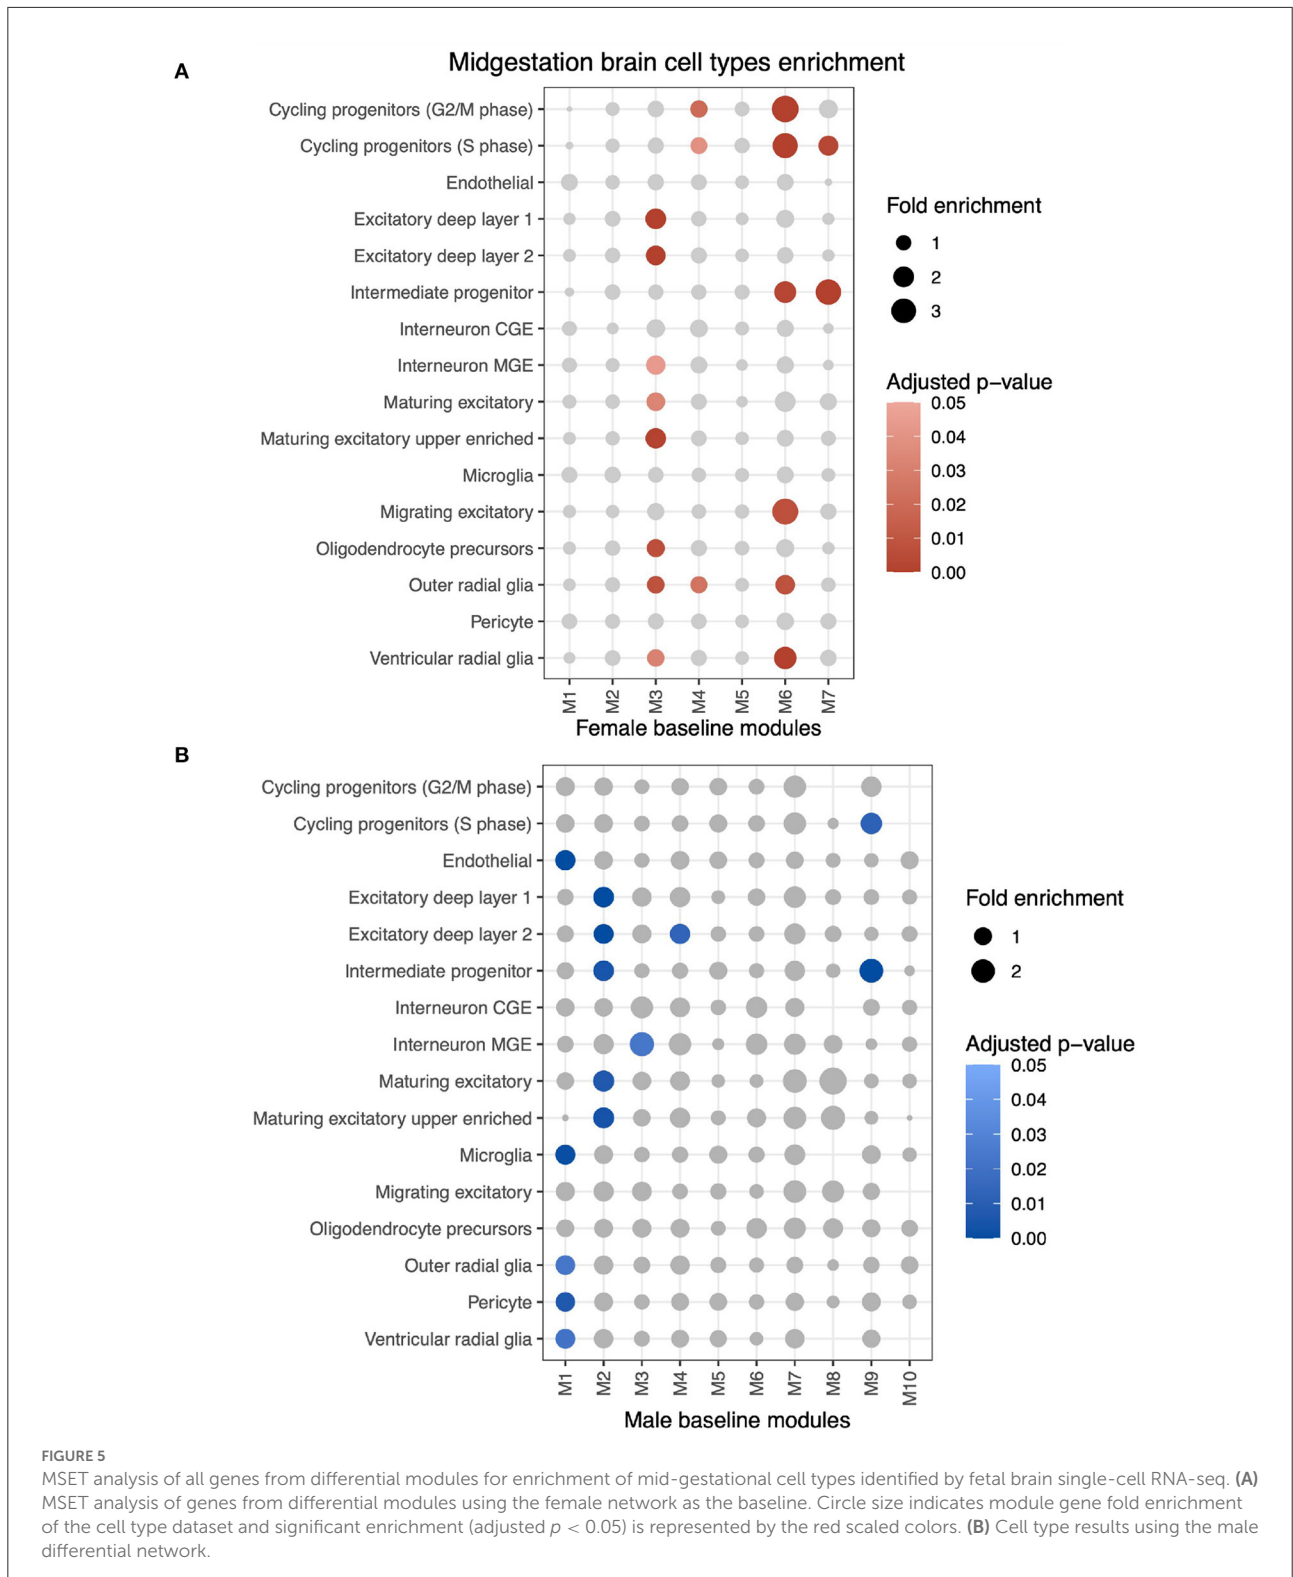 A
Midgestation brain cell types enrichment
Cycling progenitors (G2/M phase)
Cycling progenitors (S phase)
Endothelial
Excitatory deep layer 1
Excitatory deep layer 2
Intermediate progenitor
Interneuron CGE
Interneuron MGE
Maturing excitatory
Maturing excitatory upper enriched
Microglia
Migrating excitatory
Oligodendrocyte precursors
Outer radial glia
Pericyte
Ventricular radial glia
M1 M2 M3 M4 M5 M6 M7
Female baseline modules
Fold enrichment
1
2
3
Adjusted p−value
0.05
0.04
0.03
0.02
0.01
0.00
B
Cycling progenitors (G2/M phase)
Cycling progenitors (S phase)
Endothelial
Excitatory deep layer 1
Excitatory deep layer 2
Intermediate progenitor
Interneuron CGE
Interneuron MGE
Maturing excitatory
Maturing excitatory upper enriched
Microglia
Migrating excitatory
Oligodendrocyte precursors
Outer radial glia
Pericyte
Ventricular radial glia
M1 M2 M3 M4 M5 M6 M7 M8 M9 M10
Male baseline modules
Fold enrichment
1
2
Adjusted p−value
0.05
0.04
0.03
0.02
0.01
0.00
FIGURE 5
MSET analysis of all genes from differential modules for enrichment of mid-gestational cell types identified by fetal brain single-cell RNA-seq. (A)
MSET analysis of genes from differential modules using the female network as the baseline. Circle size indicates module gene fold enrichment
of the cell type dataset and significant enrichment (adjusted p < 0.05) is represented by the red scaled colors. (B) Cell type results using the male
differential network.